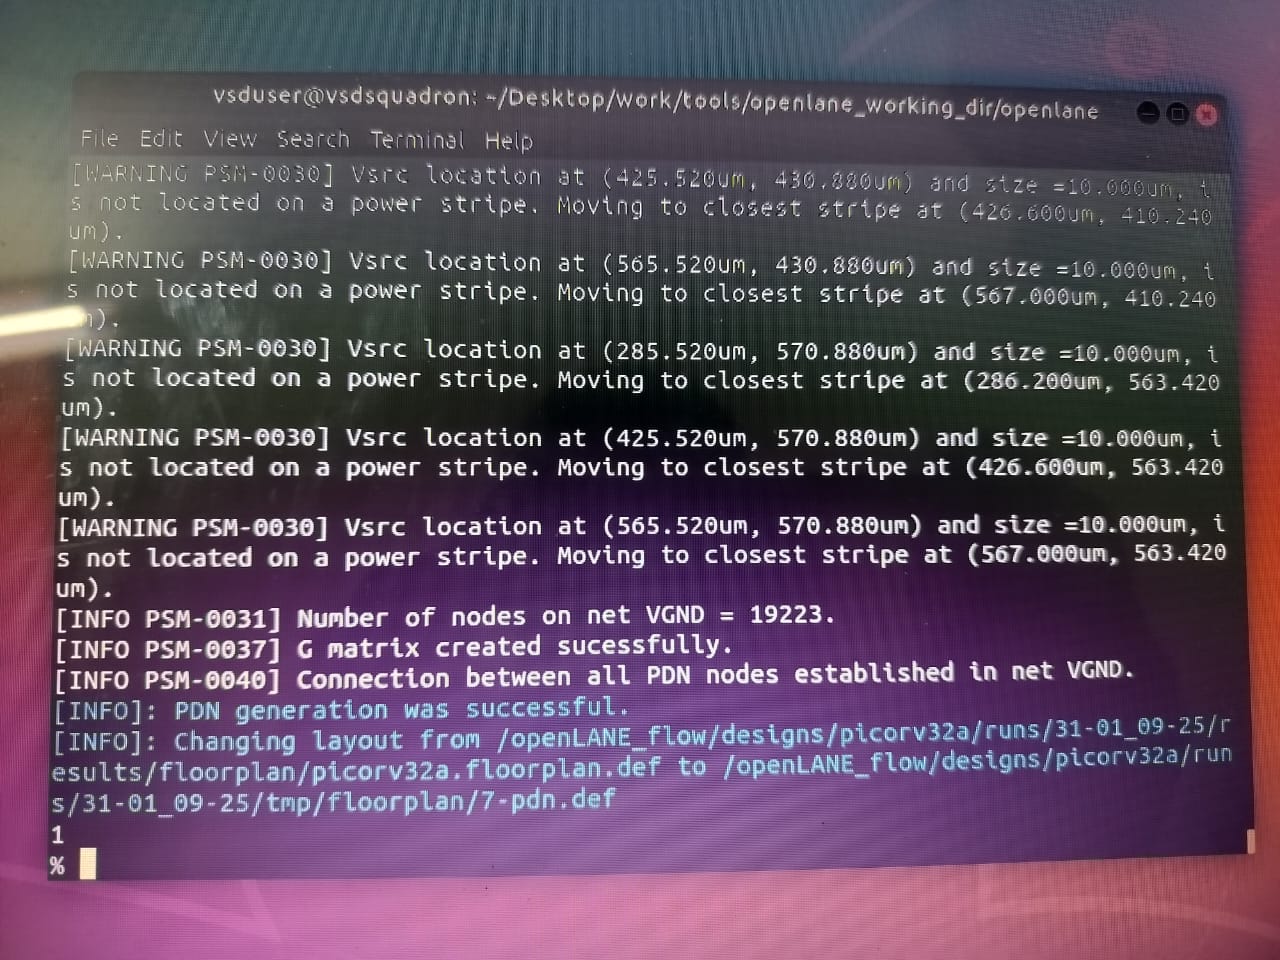 vsduser@vsdsquadron: ~/Desktop/work/tools/openlane_working_dir/openlane
File Edit View Search Terminal Help
[WARNING PSM-0030] Vsrc location at (425.520um, 430.880um) and size =10.000um, i
s not located on a power stripe. Moving to closest stripe at (426.600um, 410.240
um).
[WARNING PSM-0030] Vsrc location at (565.520um, 430.880um) and size =10.000um, i
s not located on a power stripe. Moving to closest stripe at (567.000um, 410.240
m).
[WARNING PSM-0030] Vsrc location at (285.520um, 570.880um) and size =10.000um, i
s not located on a power stripe. Moving to closest stripe at (286.200um, 563.420
um).
[WARNING PSM-0030] Vsrc location at (425.520um, 570.880um) and size =10.000um, i
s not located on a power stripe. Moving to closest stripe at (426.600um, 563.420
um).
[WARNING PSM-0030] Vsrc location at (565.520um, 570.880um) and size =10.000um, i
s not located on a power stripe. Moving to closest stripe at (567.000um, 563.420
um).
[INFO PSM-0031] Number of nodes on net VGND = 19223.
[INFO PSM-0037] G matrix created sucessfully.
[INFO PSM-0040] Connection between all PDN nodes established in net VGND.
[INFO]: PDN generation was successful.
[INFO]: Changing layout from /openLANE_flow/designs/picorv32a/runs/31-01_09-25/r
esults/floorplan/picorv32a.floorplan.def to /openLANE_flow/designs/picorv32a/run
s/31-01_09-25/tmp/floorplan/7-pdn.def
1
%